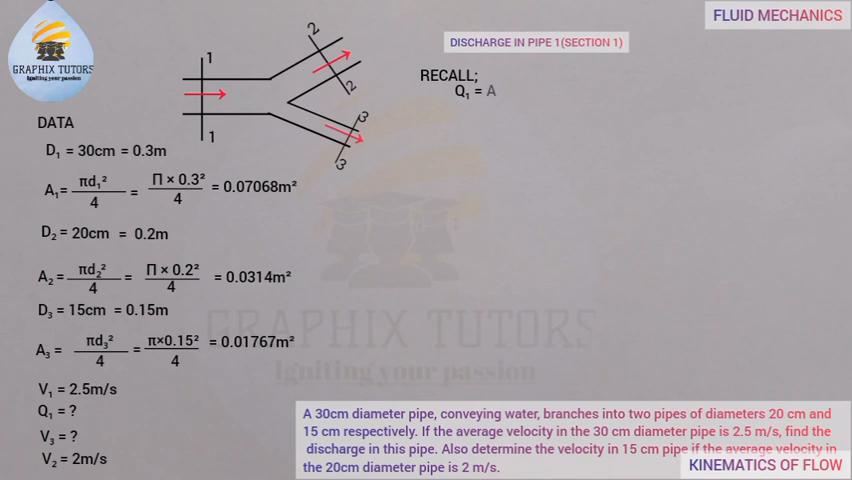 FLUID MECHANICS
GRAPHIX TUTORS
Igniting your passion
DISCHARGE IN PIPE 1(SECTION 1)
RECALL;
Q₁ = A
1
1
2
2
3
3
DATA
D₁ = 30cm = 0.3m
A₁= πd₁²/4 = Π × 0.3²/4 = 0.07068m²
D₂ = 20cm = 0.2m
A₂ = πd₂²/4 = Π × 0.2²/4 = 0.0314m²
D₃ = 15cm = 0.15m
A₃ = πd₃²/4 = π×0.15²/4 = 0.01767m²
V₁ = 2.5m/s
Q₁ = ?
V₃ = ?
V₂ = 2m/s
GRAPHIX TUTORS
Igniting your passion
A 30cm diameter pipe, conveying water, branches into two pipes of diameters 20 cm and
15 cm respectively. If the average velocity in the 30 cm diameter pipe is 2.5 m/s, find the
discharge in this pipe. Also determine the velocity in 15 cm pipe if the average velocity in
the 20cm diameter pipe is 2 m/s.
KINEMATICS OF FLOW